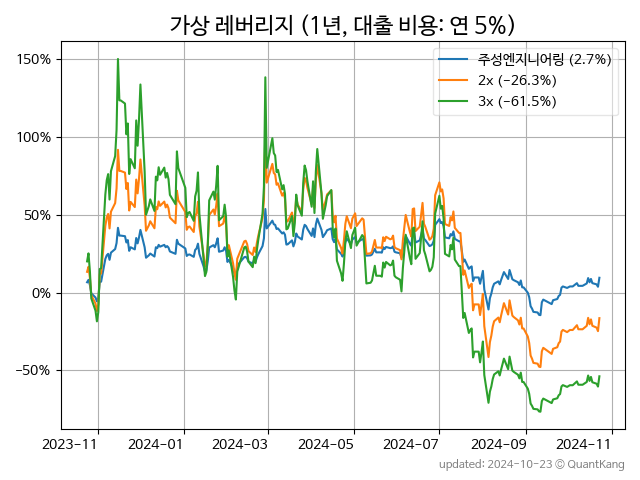 가상 레버리지 (1년, 대출 비용: 연 5%)
주성엔지니어링 (2.7%)
2x (−26.3%)
3x (−61.5%)
150%
100%
50%
0%
−50%
2023-11
2024-01
2024-03
2024-05
2024-07
2024-09
2024-11
updated: 2024-10-23 © QuantKang